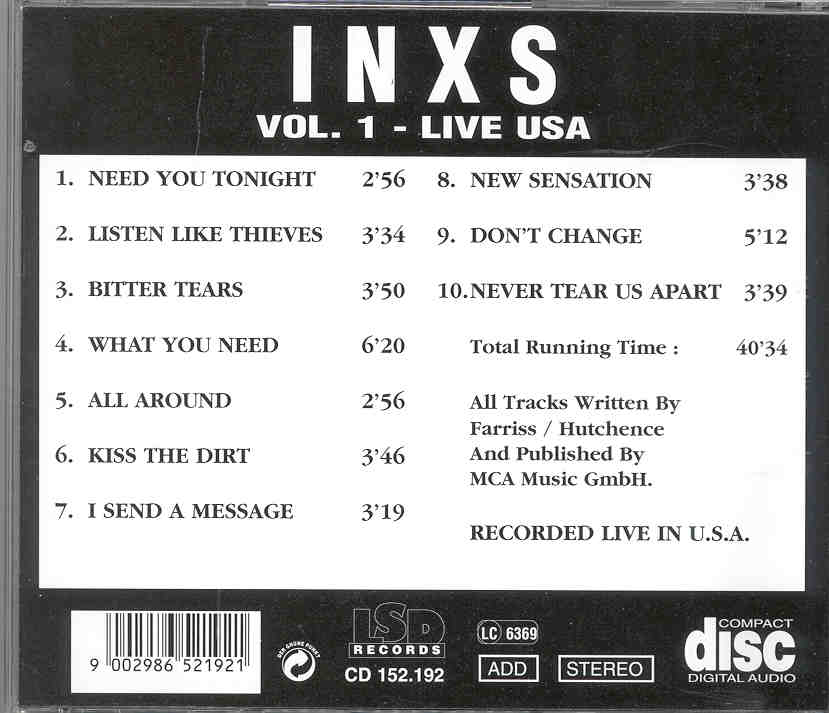 INXS
VOL. 1 - LIVE USA
1. NEED YOU TONIGHT 2'56
2. LISTEN LIKE THIEVES 3'34
3. BITTER TEARS 3'50
4. WHAT YOU NEED 6'20
5. ALL AROUND 2'56
6. KISS THE DIRT 3'46
7. I SEND A MESSAGE 3'19
8. NEW SENSATION 3'38
9. DON'T CHANGE 5'12
10. NEVER TEAR US APART 3'39
Total Running Time : 40'34
All Tracks Written By
Farriss / Hutchence
And Published By
MCA Music GmbH.
RECORDED LIVE IN U.S.A.
9 002986 521921
DER GRÜNE PUNKT
LSD
RECORDS
CD 152.192
LC 6369
ADD
STEREO
COMPACT
disc
DIGITAL AUDIO